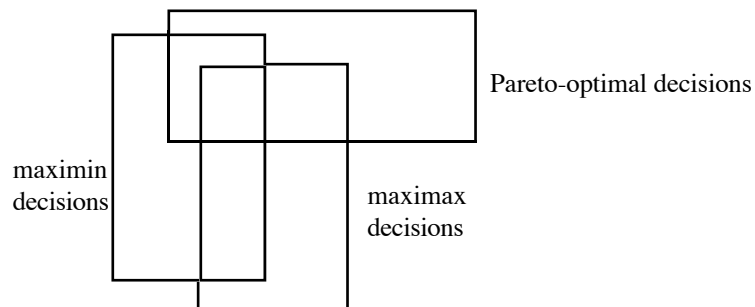 Pareto-optimal decisions
maximin
decisions
maximax
decisions